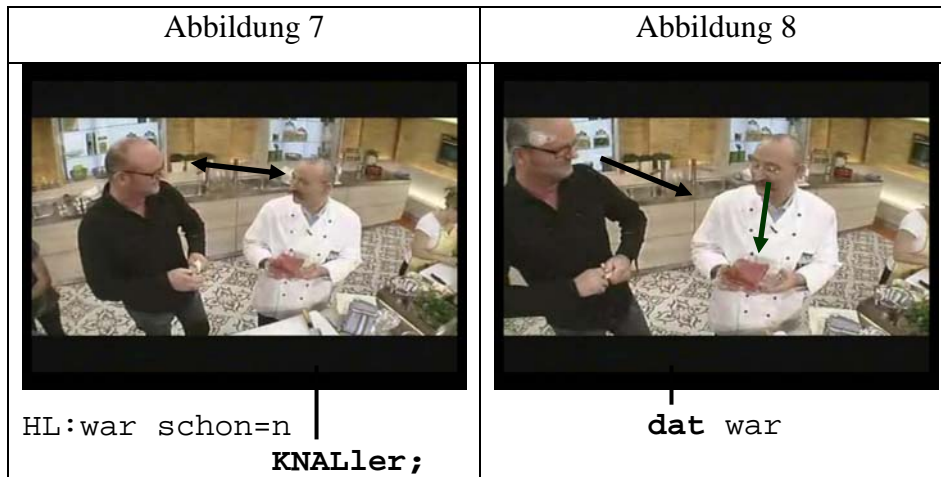 Abbildung 7
Abbildung 8
HL:war schon=n
KNALler;
dat war